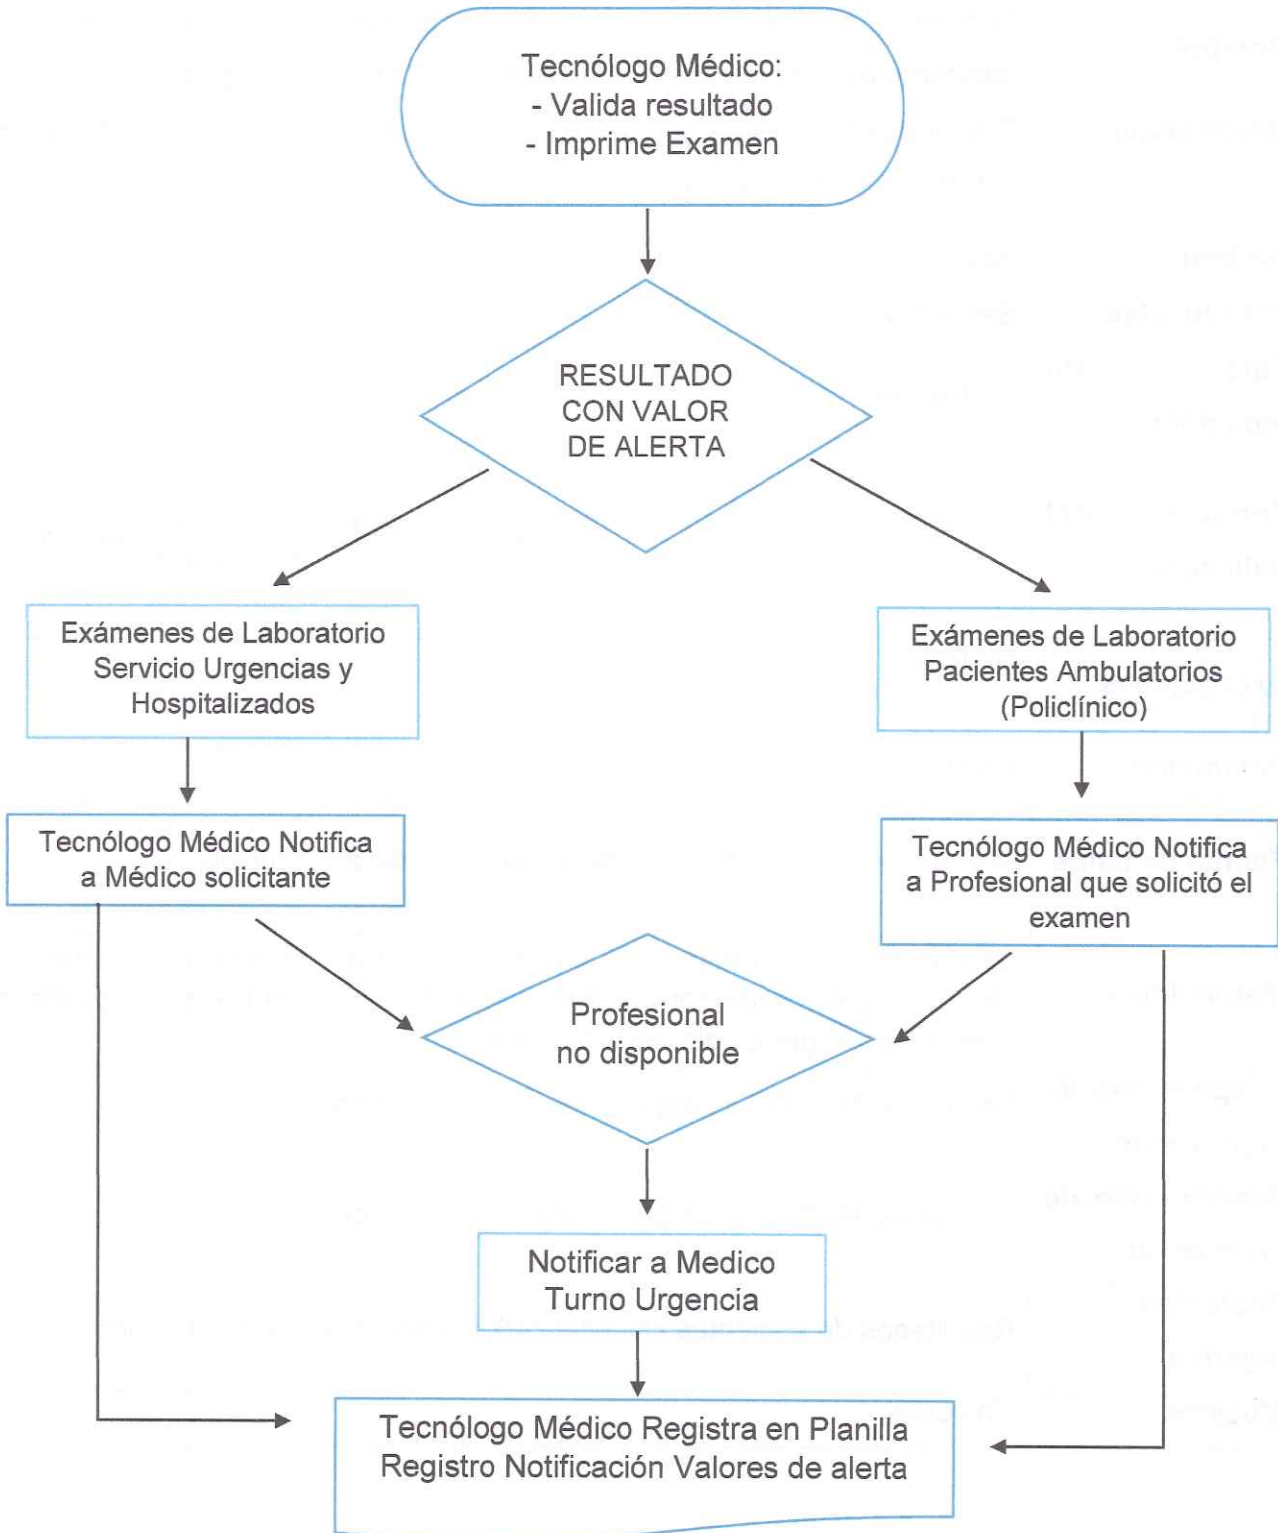 Tecnólogo Médico:
- Valida resultado
- Imprime Examen
RESULTADO
CON VALOR
DE ALERTA
Exámenes de Laboratorio
Servicio Urgencias y
Hospitalizados
Exámenes de Laboratorio
Pacientes Ambulatorios
(Policlínico)
Tecnólogo Médico Notifica
a Médico solicitante
Tecnólogo Médico Notifica
a Profesional que solicitó el
examen
Profesional
no disponible
Notificar a Medico
Turno Urgencia
Tecnólogo Médico Registra en Planilla
Registro Notificación Valores de alerta